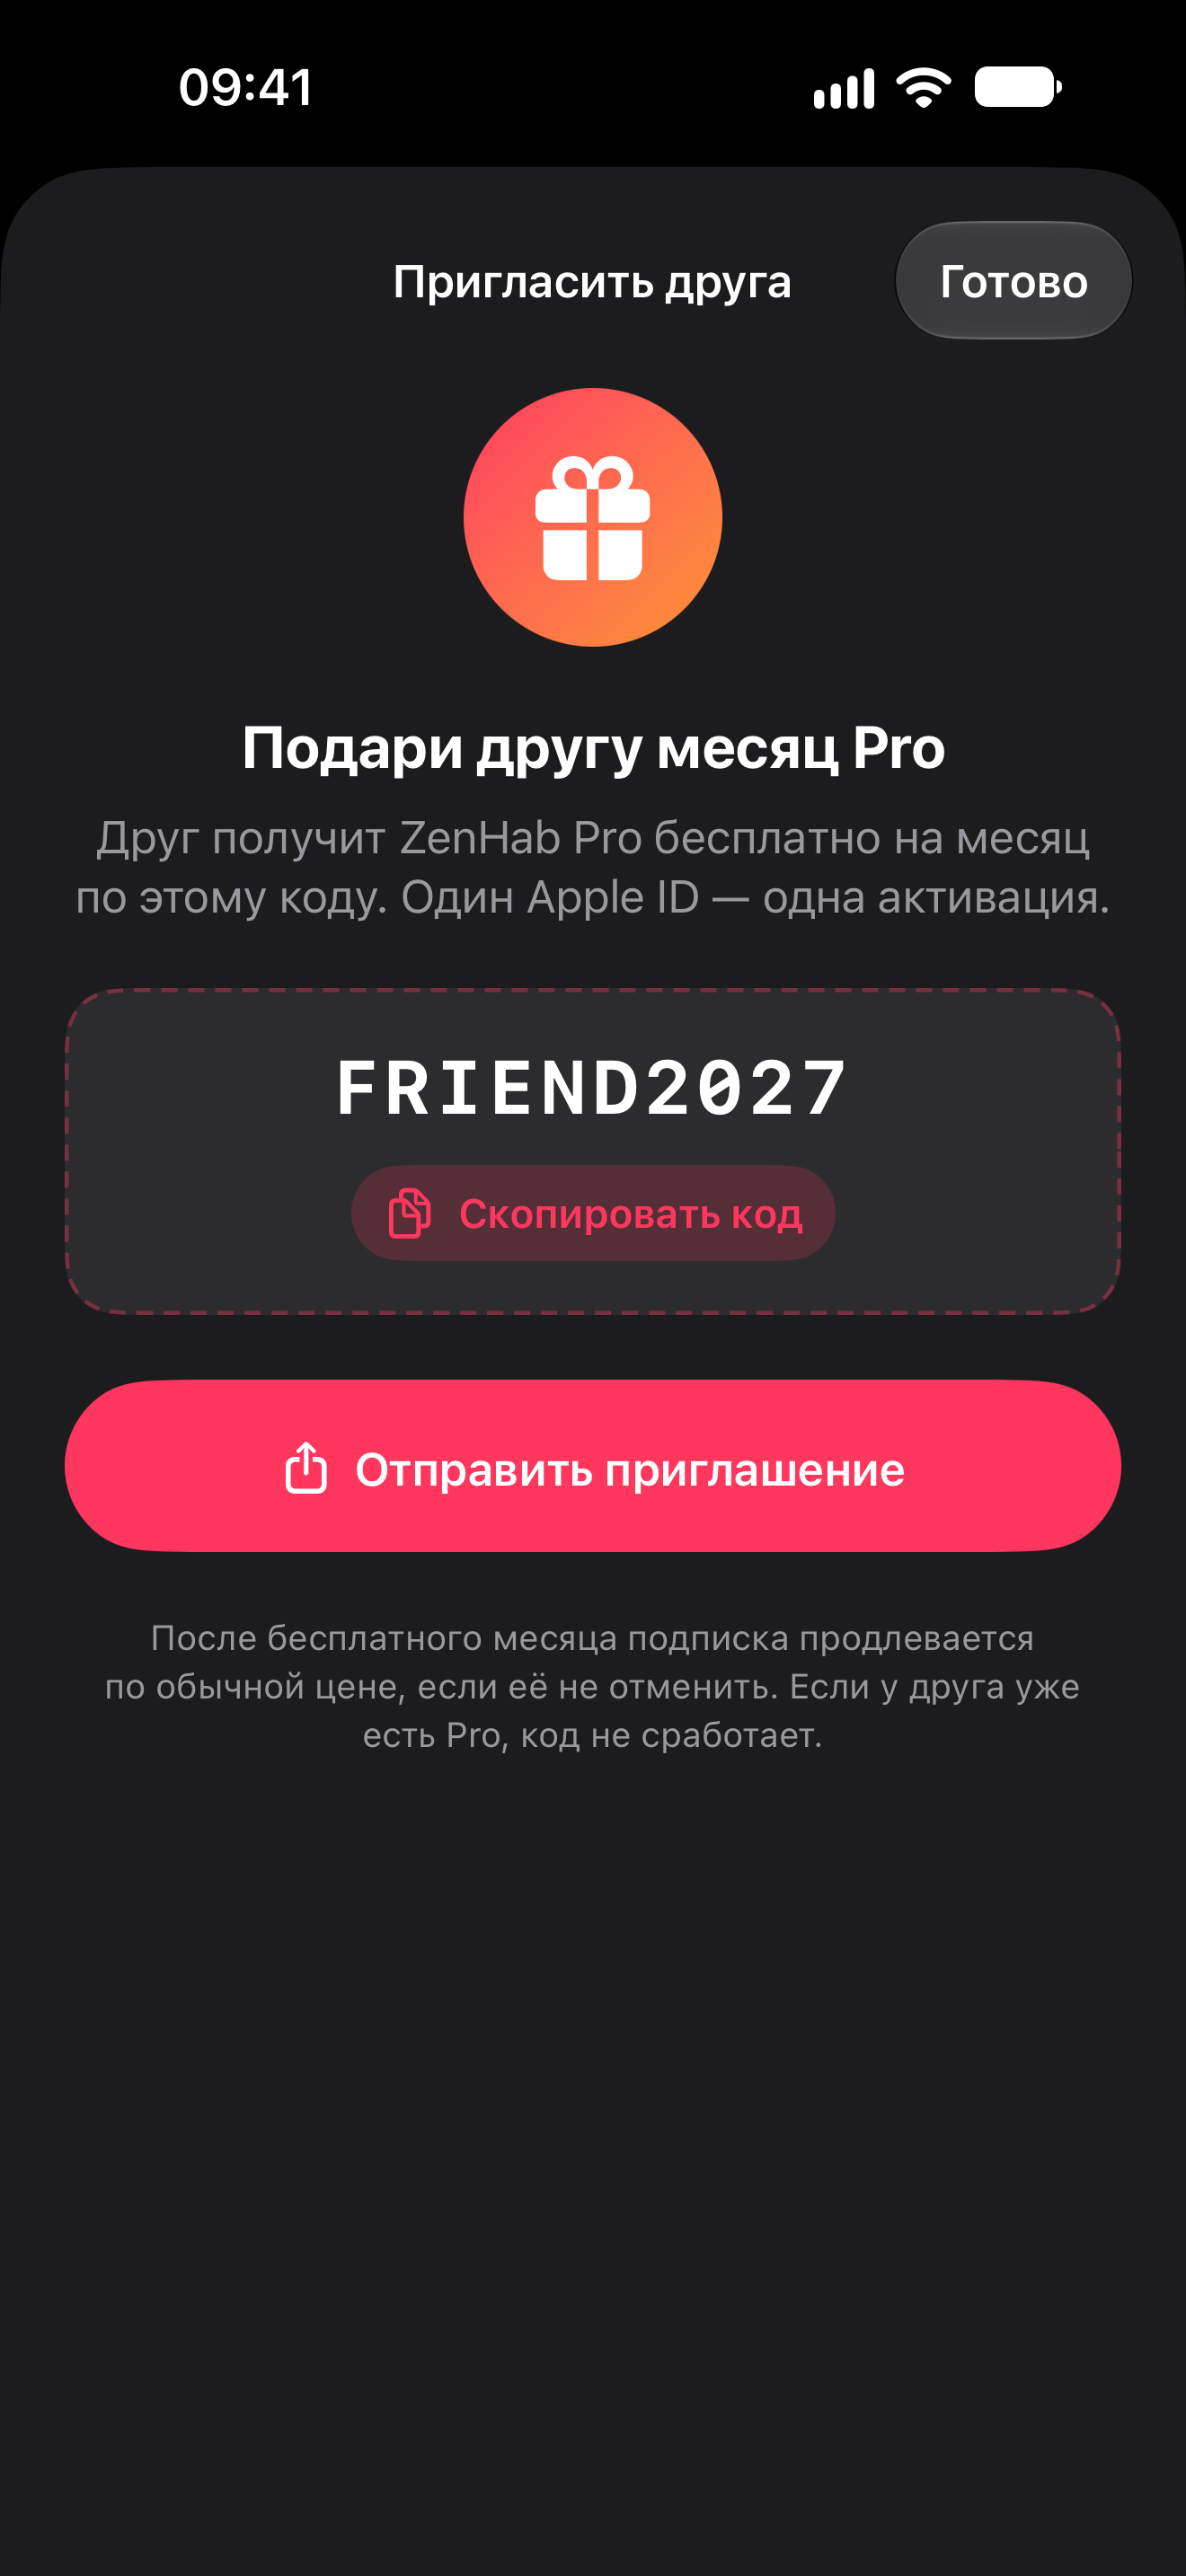 09:41
Пригласить друга
Готово
Подари другу месяц Pro
Друг получит ZenHab Pro бесплатно на месяц
по этому коду. Один Apple ID — одна активация.
FRIEND2027
Скопировать код
Отправить приглашение
После бесплатного месяца подписка продлевается
по обычной цене, если её не отменить. Если у друга уже
есть Pro, код не сработает.